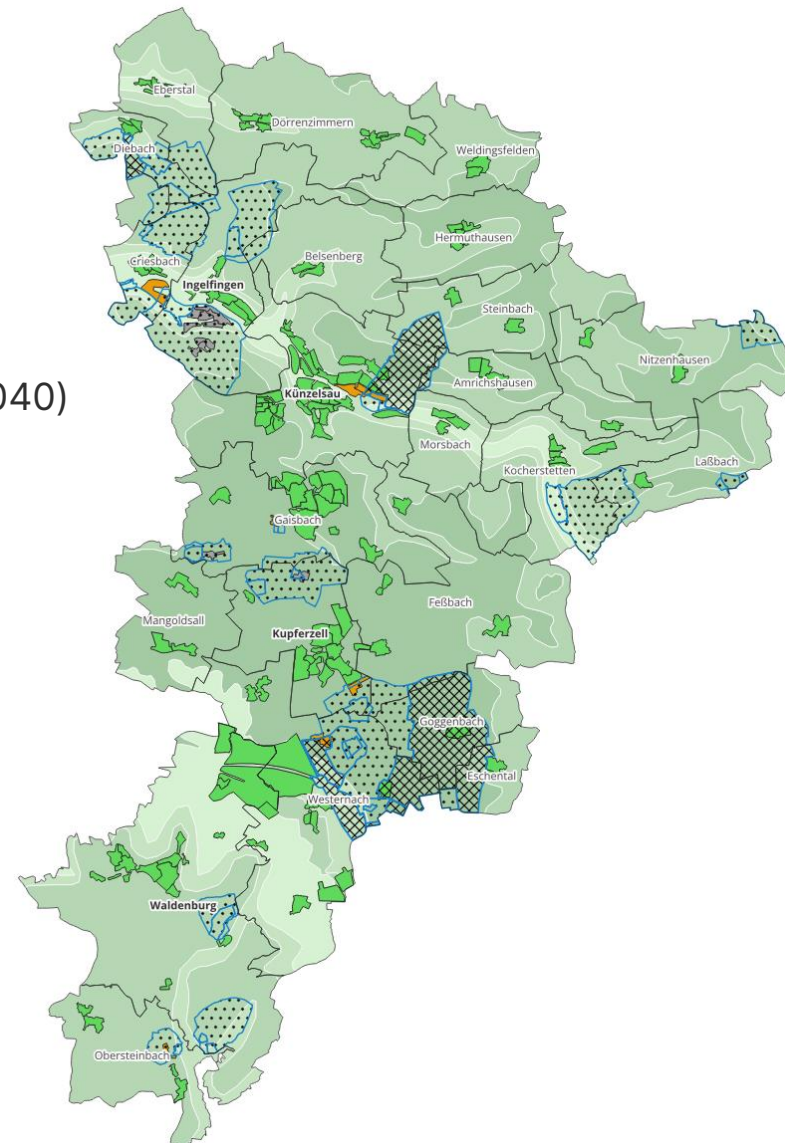 Eberstal
Dörrenzimmern
Diebach
Weldingsfelden
Hermuthausen
Belsenberg
Criesbach
Ingelfingen
Steinbach
Nitzenhausen
Amrichshausen
040)
Künzelsau
Morsbach
Kocherstetten
Laßbach
Gaisbach
Feßbach
Mangoldsall
Kupferzell
Goggenbach
Eschental
Westernach
Waldenburg
Obersteinbach